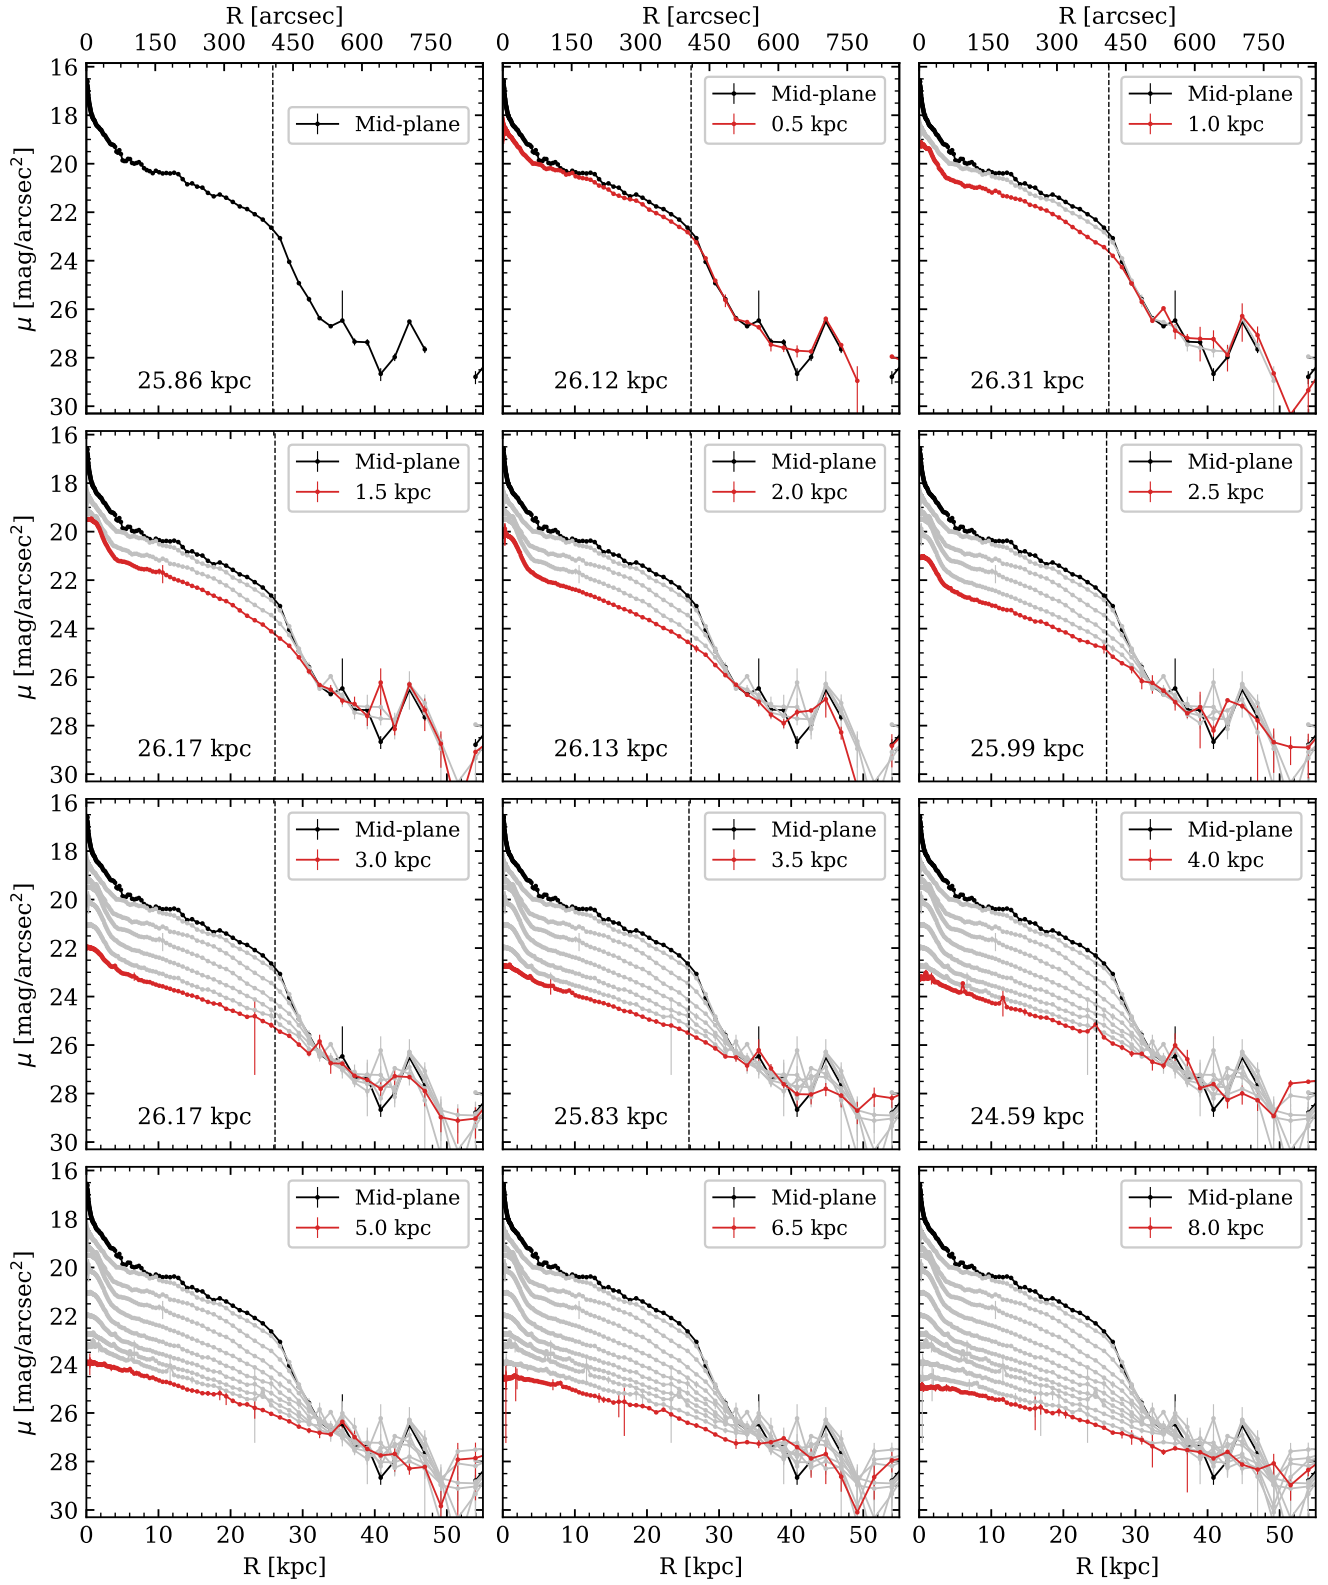 R [arcsec] R [arcsec] R [arcsec]
0 150 300 450 600 750 0 150 300 450 600 750 0 150 300 450 600 750
μ [mag/arcsec²]
16
18
20
22
24
26
28
30
Mid-plane
25.86 kpc
Mid-plane
0.5 kpc
26.12 kpc
Mid-plane
1.0 kpc
26.31 kpc
μ [mag/arcsec²]
16
18
20
22
24
26
28
30
Mid-plane
1.5 kpc
26.17 kpc
Mid-plane
2.0 kpc
26.13 kpc
Mid-plane
2.5 kpc
25.99 kpc
μ [mag/arcsec²]
16
18
20
22
24
26
28
30
Mid-plane
3.0 kpc
26.17 kpc
Mid-plane
3.5 kpc
25.83 kpc
Mid-plane
4.0 kpc
24.59 kpc
μ [mag/arcsec²]
16
18
20
22
24
26
28
30
Mid-plane
5.0 kpc
Mid-plane
6.5 kpc
Mid-plane
8.0 kpc
0 10 20 30 40 50 0 10 20 30 40 50 0 10 20 30 40 50
R [kpc] R [kpc] R [kpc]